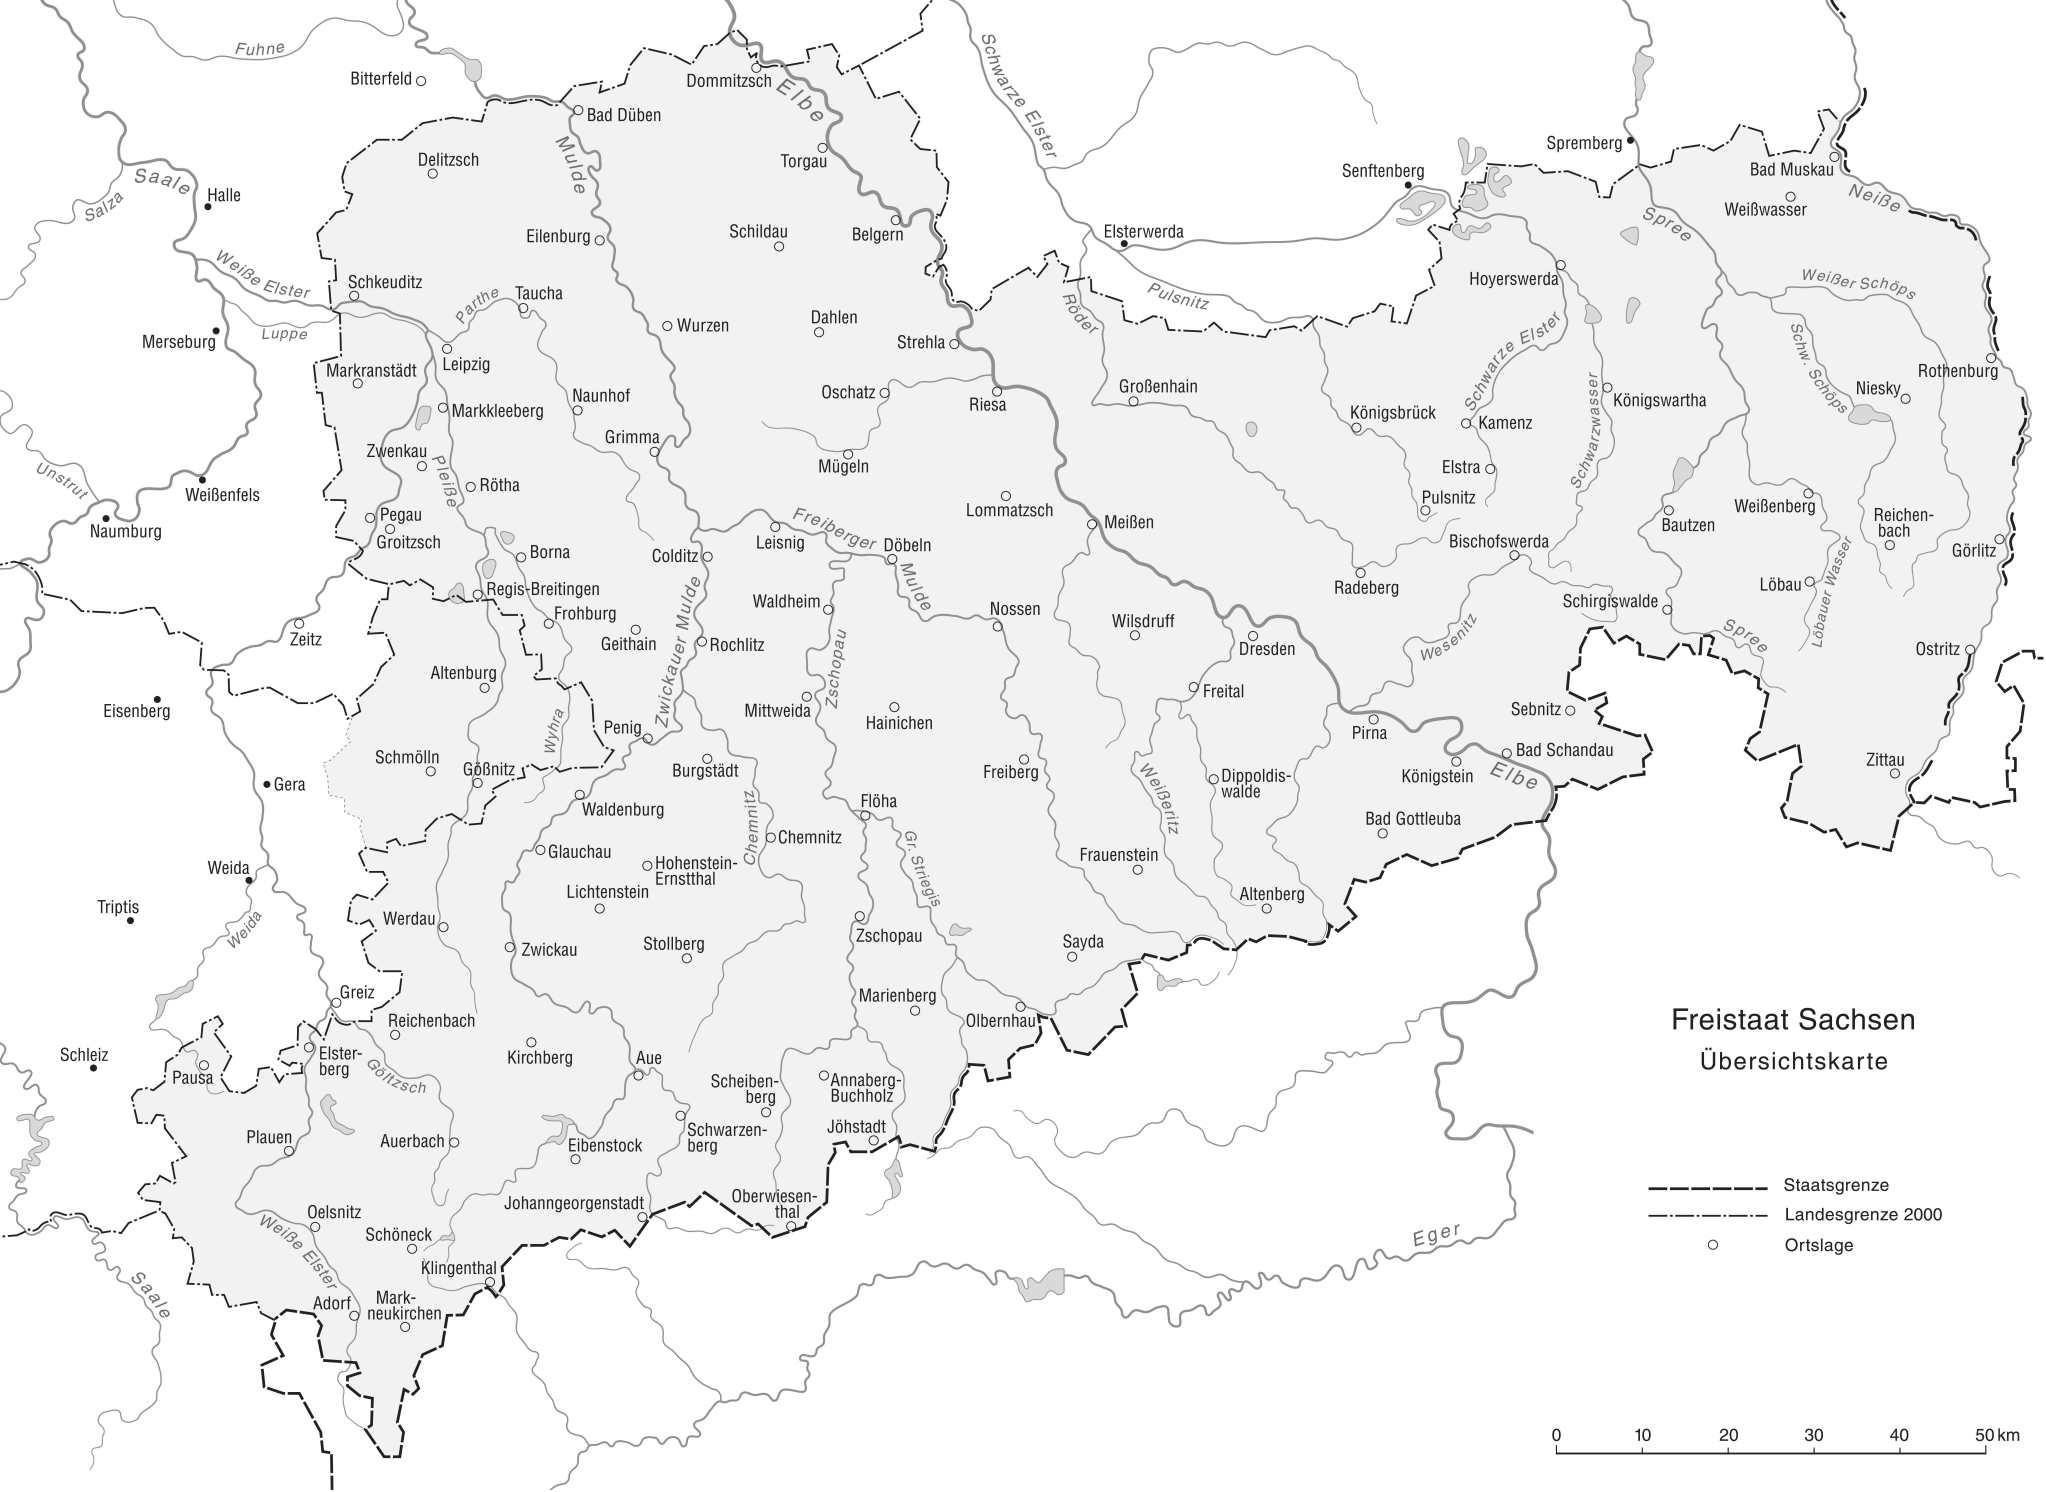 Fuhne
Bitterfeld
Dommitzsch
Elbe
Schwarze Elster
Bad Düben
Mulde
Delitzsch
Torgau
Spremberg
Senftenberg
Bad Muskau
Neiße
Weißwasser
Saale
Salza
Halle
Eilenburg
Schildau
Belgern
Elsterwerda
Spree
Weiße Elster
Schkeuditz
Parthe
Taucha
Pulsnitz
Röder
Hoyerswerda
Weißer Schöps
Luppe
Merseburg
Wurzen
Dahlen
Strehla
Schwarze Elster
Schw. Schöps
Leipzig
Markranstädt
Rothenburg
Niesky
Oschatz
Riesa
Großenhain
Naunhof
Markkleeberg
Königsbrück
Kamenz
Schwarzwasser
Königswartha
Grimma
Zwenkau
Mügeln
Elstra
Pleiße
Rötha
Unstrut
Weißenfels
Lommatzsch
Pulsnitz
Weißenberg
Naumburg
Pegau
Groitzsch
Freiberger
Mulde
Leisnig
Döbeln
Meißen
Bautzen
Reichen-
bach
Görlitz
Bischofswerda
Borna
Colditz
Regis-Breitingen
Radeberg
Löbau
Löbauer Wasser
Schirgiswalde
Waldheim
Nossen
Frohburg
Zeitz
Geithain
Zwickauer Mulde
Rochlitz
Zschopau
Wilsdruff
Dresden
Wesenitz
Spree
Ostritz
Altenburg
Freital
Eisenberg
Mittweida
Hainichen
Sebnitz
Wyhra
Penig
Pirna
Schmölln
Gößnitz
Burgstädt
Freiberg
Weißeritz
Dippoldis-
walde
Königstein
Bad Schandau
Elbe
Zittau
Gera
Waldenburg
Chemnitz
Flöha
Bad Gottleuba
Chemnitz
Gr. Striegis
Glauchau
Hohenstein-
Ernstthal
Frauenstein
Weida
Lichtenstein
Altenberg
Triptis
Weida
Werdau
Zwickau
Stollberg
Zschopau
Sayda
Greiz
Marienberg
Olbernhau
Reichenbach
Schleiz
Elster-
berg
Kirchberg
Aue
Pausa
Göltzsch
Scheiben-
berg
Annaberg-
Buchholz
Jöhstadt
Plauen
Auerbach
Schwarzen-
berg
Eibenstock
Johanngeorgenstadt
Oberwiesen-
thal
Oelsnitz
Weiße Elster
Schöneck
Klingenthal
Saale
Adorf
Mark-
neukirchen
Eger
Freistaat Sachsen
Übersichtskarte
Staatsgrenze
Landesgrenze 2000
Ortslage
0 10 20 30 40 50 km